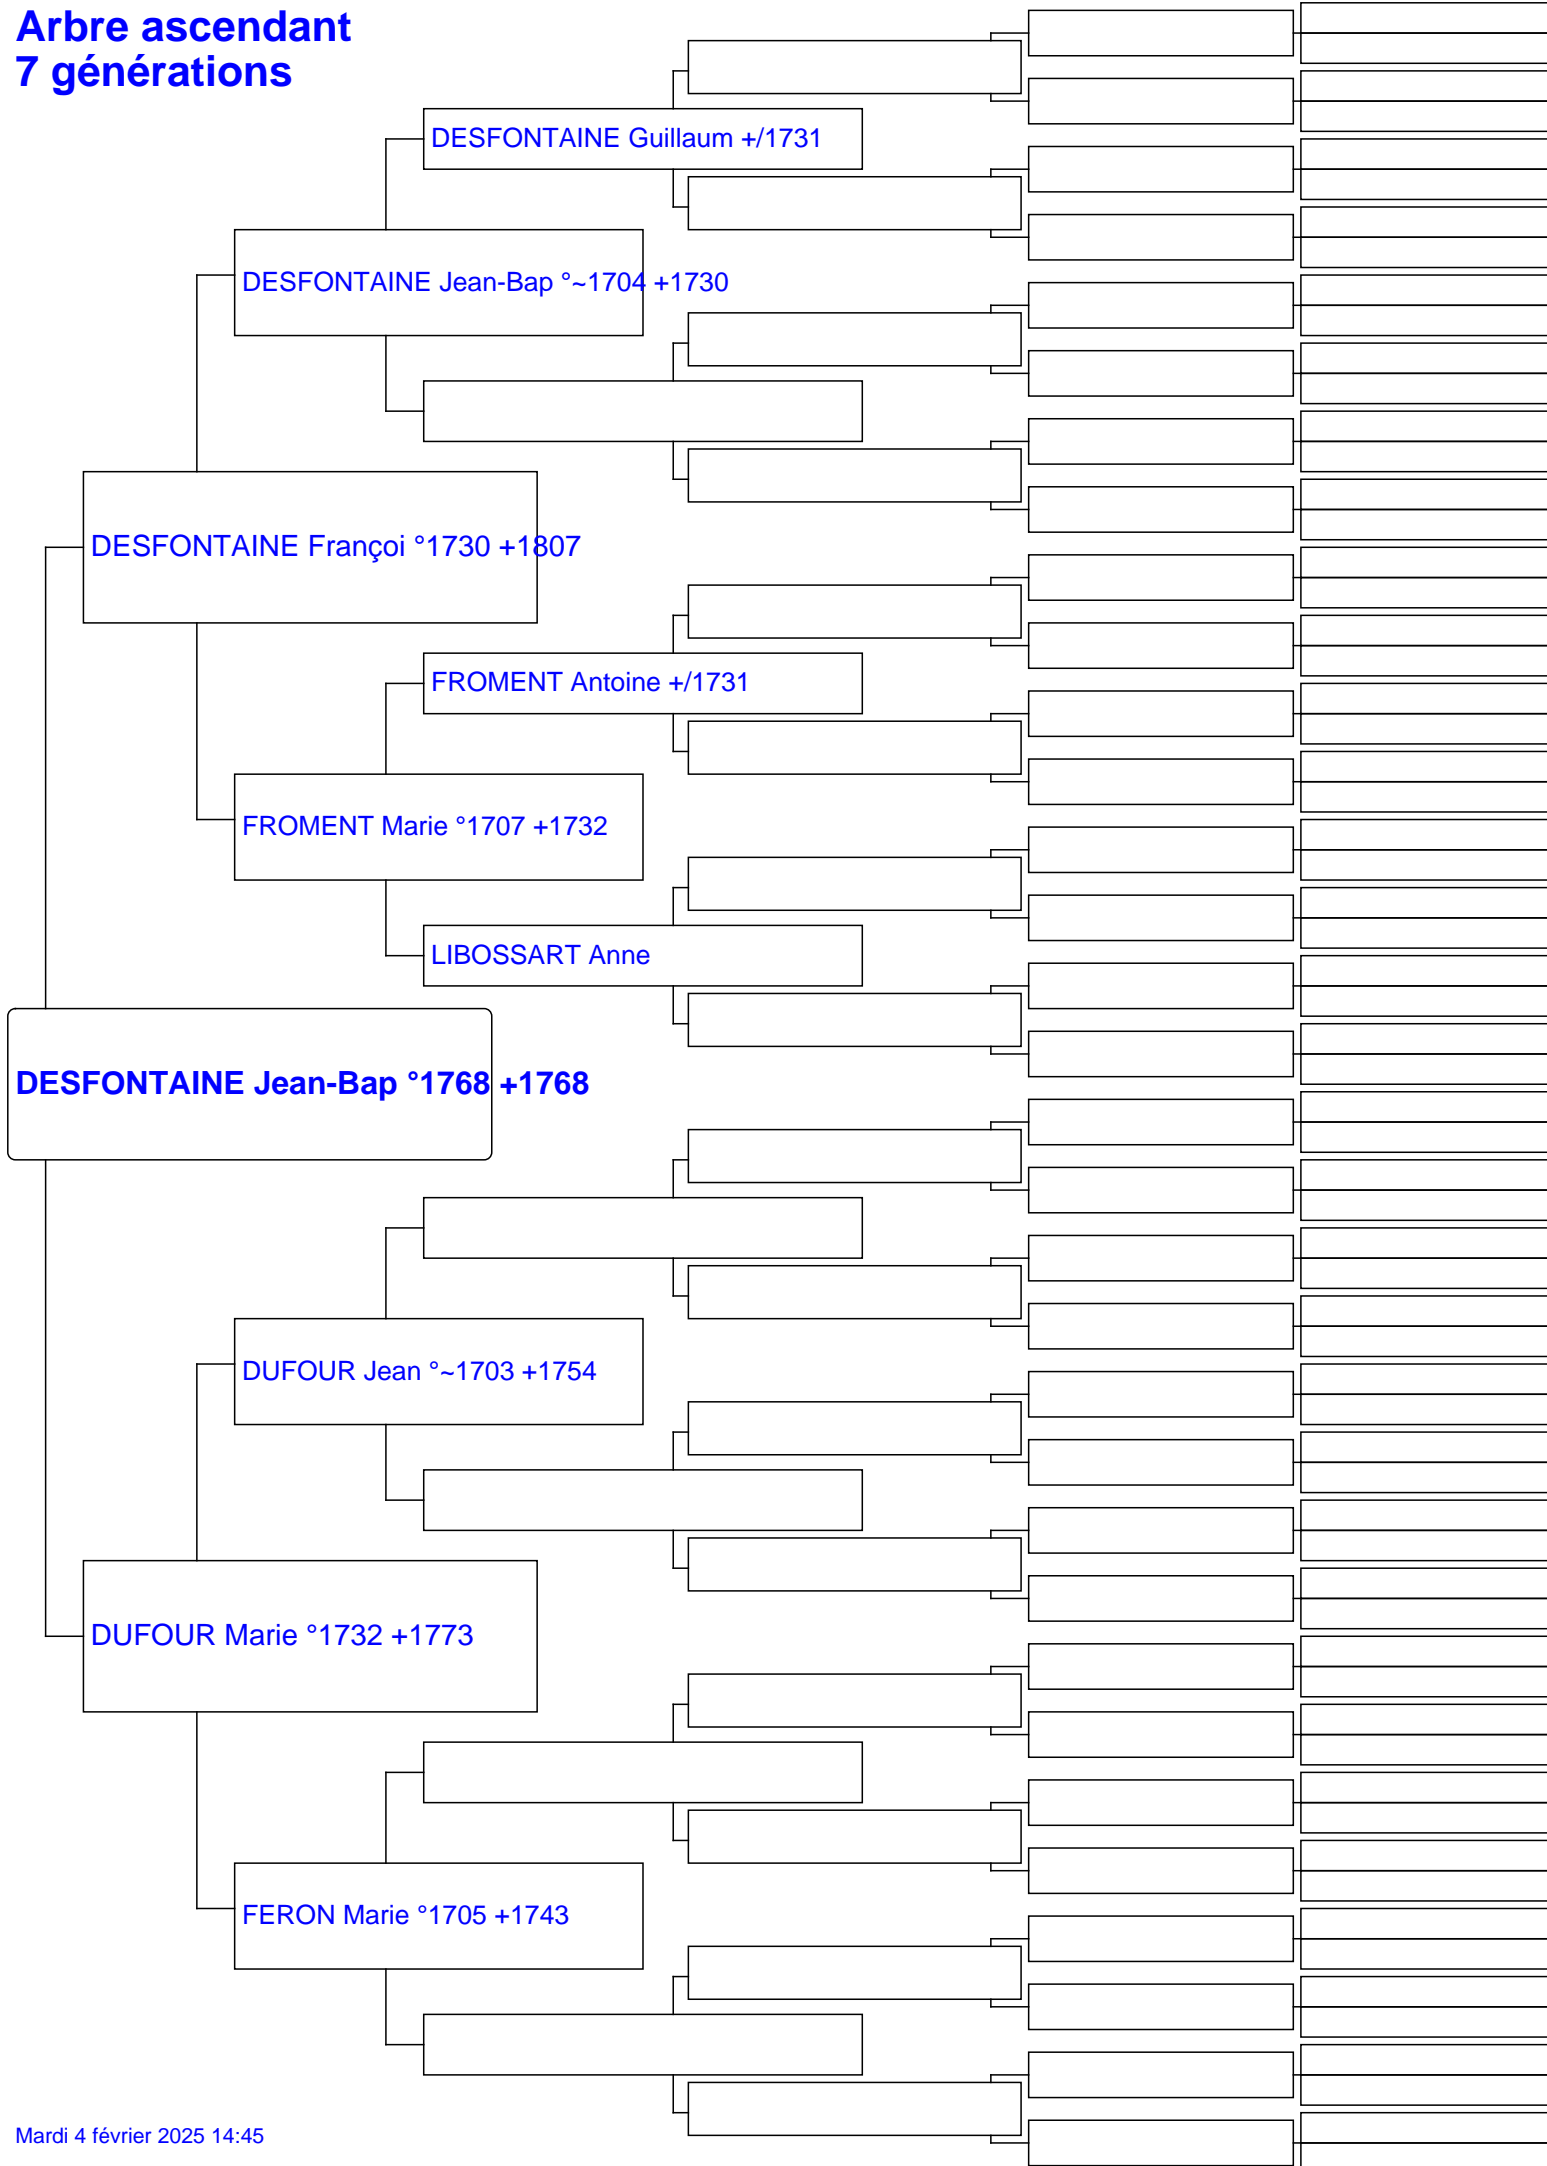 Arbre ascendant
7 générations
DESFONTAINE Guillaum +/1731
DESFONTAINE Jean-Bap °~1704 +1730
DESFONTAINE Françoi °1730 +1807
FROMENT Antoine +/1731
FROMENT Marie °1707 +1732
LIBOSSART Anne
DESFONTAINE Jean-Bap °1768 +1768
DUFOUR Jean °~1703 +1754
DUFOUR Marie °1732 +1773
FERON Marie °1705 +1743
Mardi 4 février 2025 14:45